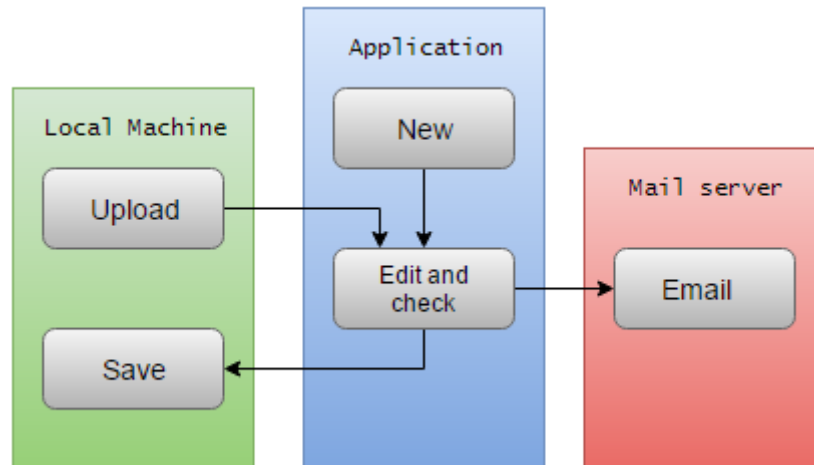 Application
Local Machine
New
Mail server
Upload
Edit and
check
Email
Save